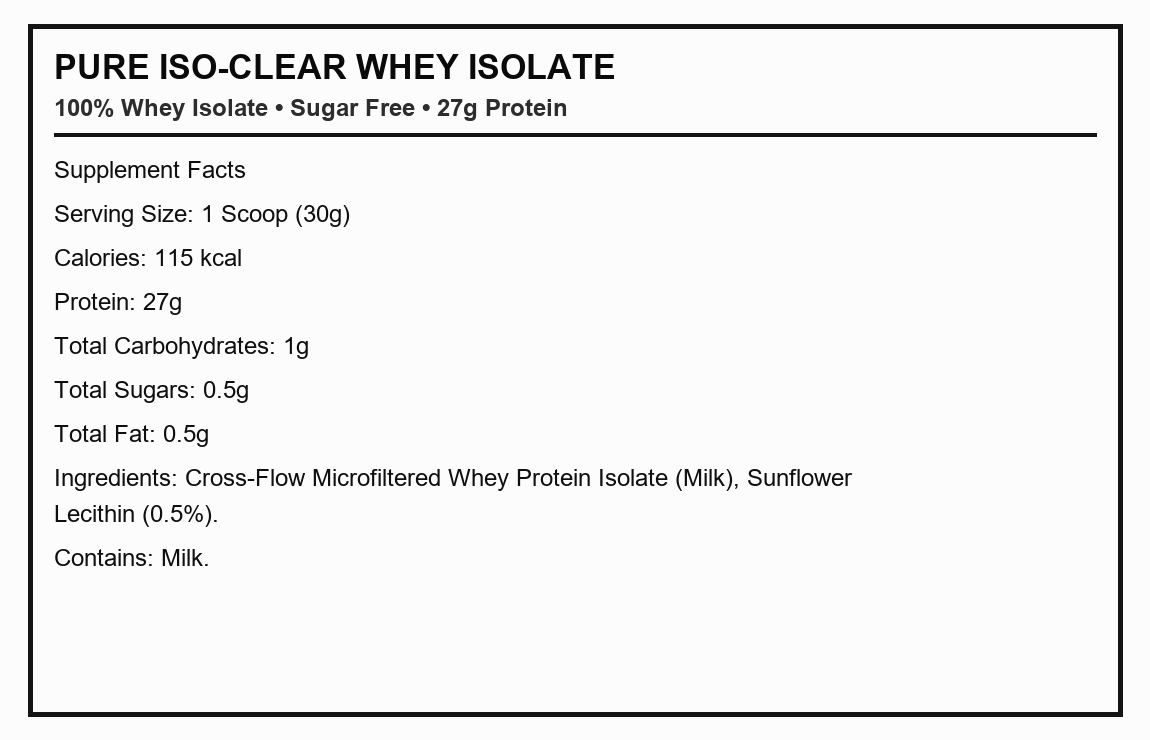 PURE ISO-CLEAR WHEY ISOLATE
100% Whey Isolate • Sugar Free • 27g Protein
Supplement Facts
Serving Size: 1 Scoop (30g)
Calories: 115 kcal
Protein: 27g
Total Carbohydrates: 1g
Total Sugars: 0.5g
Total Fat: 0.5g
Ingredients: Cross-Flow Microfiltered Whey Protein Isolate (Milk), Sunflower
Lecithin (0.5%).
Contains: Milk.